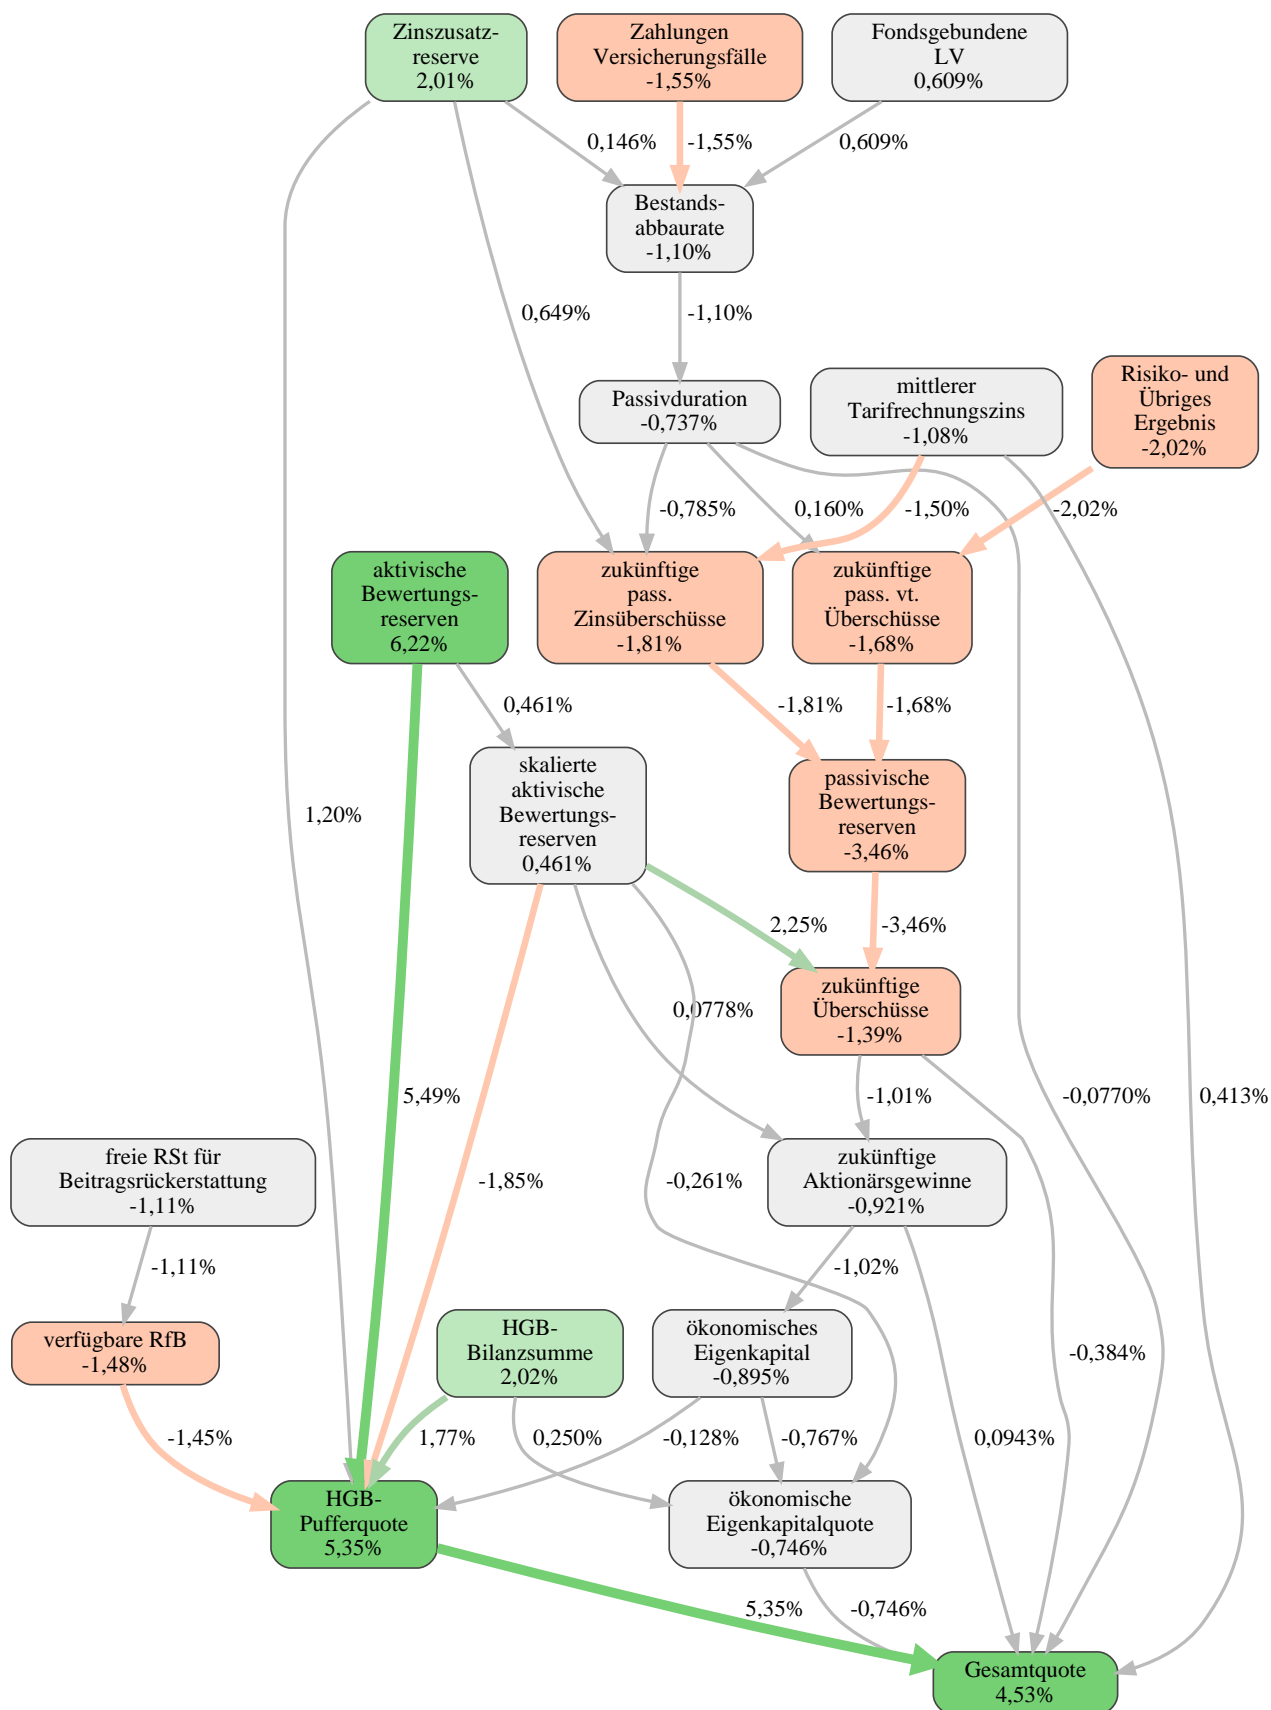 Zinszusatz-
reserve
2,01%
Zahlungen
Versicherungsfälle
-1,55%
Fondsgebundene
LV
0,609%
0,146%
-1,55%
0,609%
Bestands-
abbaurate
-1,10%
0,649%
-1,10%
Passivduration
-0,737%
mittlerer
Tarifrechnungszins
-1,08%
Risiko- und
Übriges
Ergebnis
-2,02%
-0,785%
0,160%
-1,50%
-2,02%
aktivische
Bewertungs-
reserven
6,22%
zukünftige
pass.
Zinsüberschüsse
-1,81%
zukünftige
pass. vt.
Überschüsse
-1,68%
0,461%
-1,81%
-1,68%
skalierte
aktivische
Bewertungs-
reserven
0,461%
passivische
Bewertungs-
reserven
-3,46%
1,20%
2,25%
-3,46%
zukünftige
Überschüsse
-1,39%
0,0778%
5,49%
-1,01%
-0,0770%
0,413%
freie RSt für
Beitragsrückerstattung
-1,11%
-1,85%
-0,261%
zukünftige
Aktionärsgewinne
-0,921%
-1,11%
-1,02%
verfügbare RfB
-1,48%
HGB-
Bilanzsumme
2,02%
ökonomisches
Eigenkapital
-0,895%
-0,384%
-1,45%
1,77%
0,250%
-0,128%
-0,767%
0,0943%
HGB-
Pufferquote
5,35%
ökonomische
Eigenkapitalquote
-0,746%
5,35%
-0,746%
Gesamtquote
4,53%